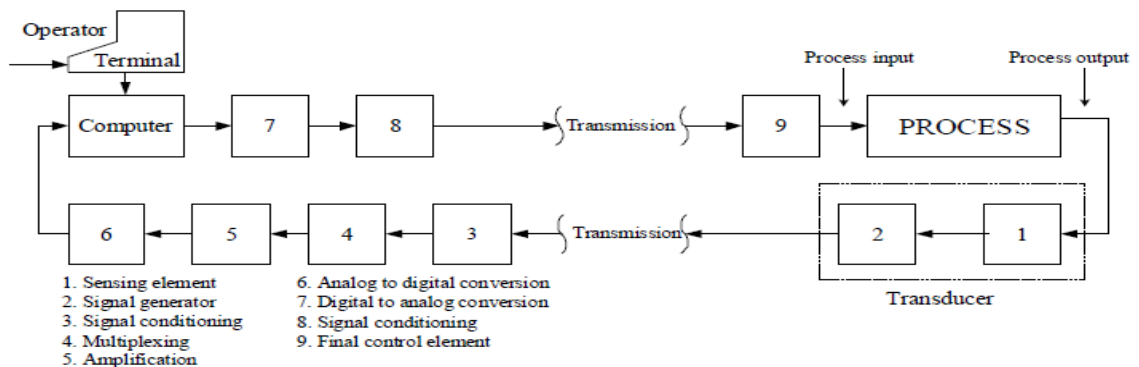 Operator
Terminal
Process input
Process output
Computer
7
8
Transmission
9
PROCESS
6
5
4
3
Transmission
2
1
Transducer
1. Sensing element
2. Signal generator
3. Signal conditioning
4. Multiplexing
5. Amplification
6. Analog to digital conversion
7. Digital to analog conversion
8. Signal conditioning
9. Final control element